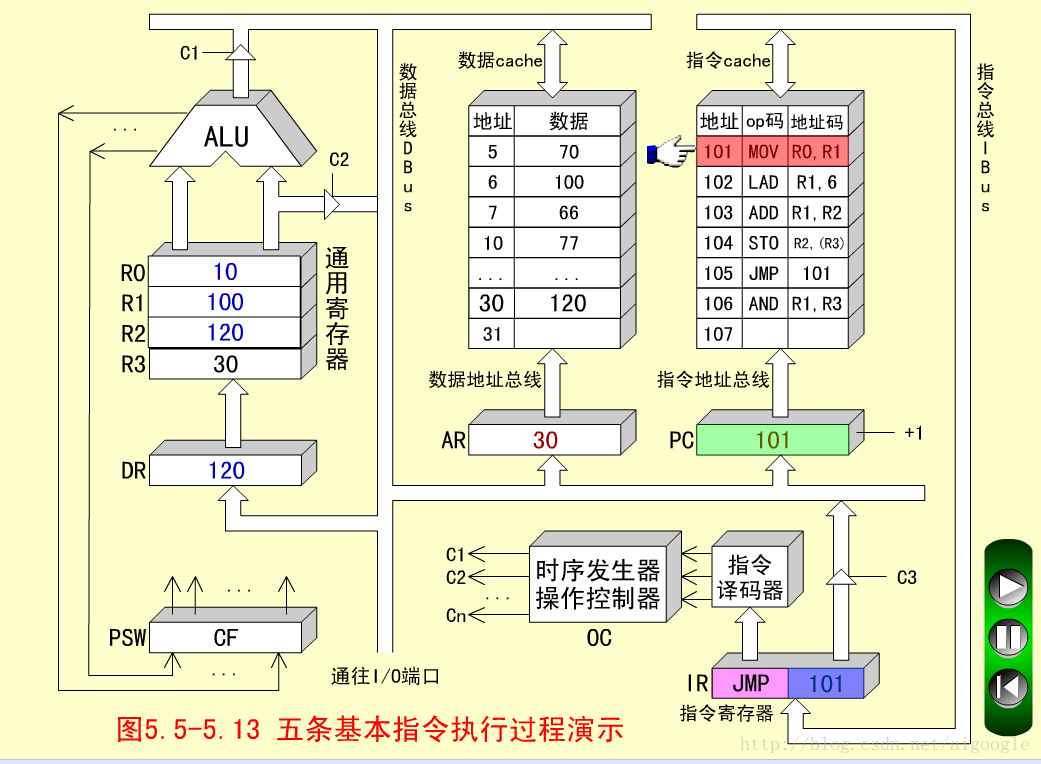 C1
ALU
...
C2
数据总线DBus
数据cache
地址 数据
5 70
6 100
7 66
10 77
... ...
30 120
31
指令cache
地址 op码 地址码
101 MOV R0,R1
102 LAD R1,6
103 ADD R1,R2
104 STO R2,(R3)
105 JMP 101
106 AND R1,R3
107
指令总线IBus
R0 10
R1 100
R2 120
R3 30
通用寄存器
数据地址总线
指令地址总线
AR 30
PC 101
+1
DR 120
C1
C2
...
Cn
时序发生器
操作控制器
OC
指令
译码器
C3
...
PSW CF
...
通往I/O端口
IR JMP 101
指令寄存器
图5.5-5.13 五条基本指令执行过程演示
http://blog.csdn.net/aigoogle